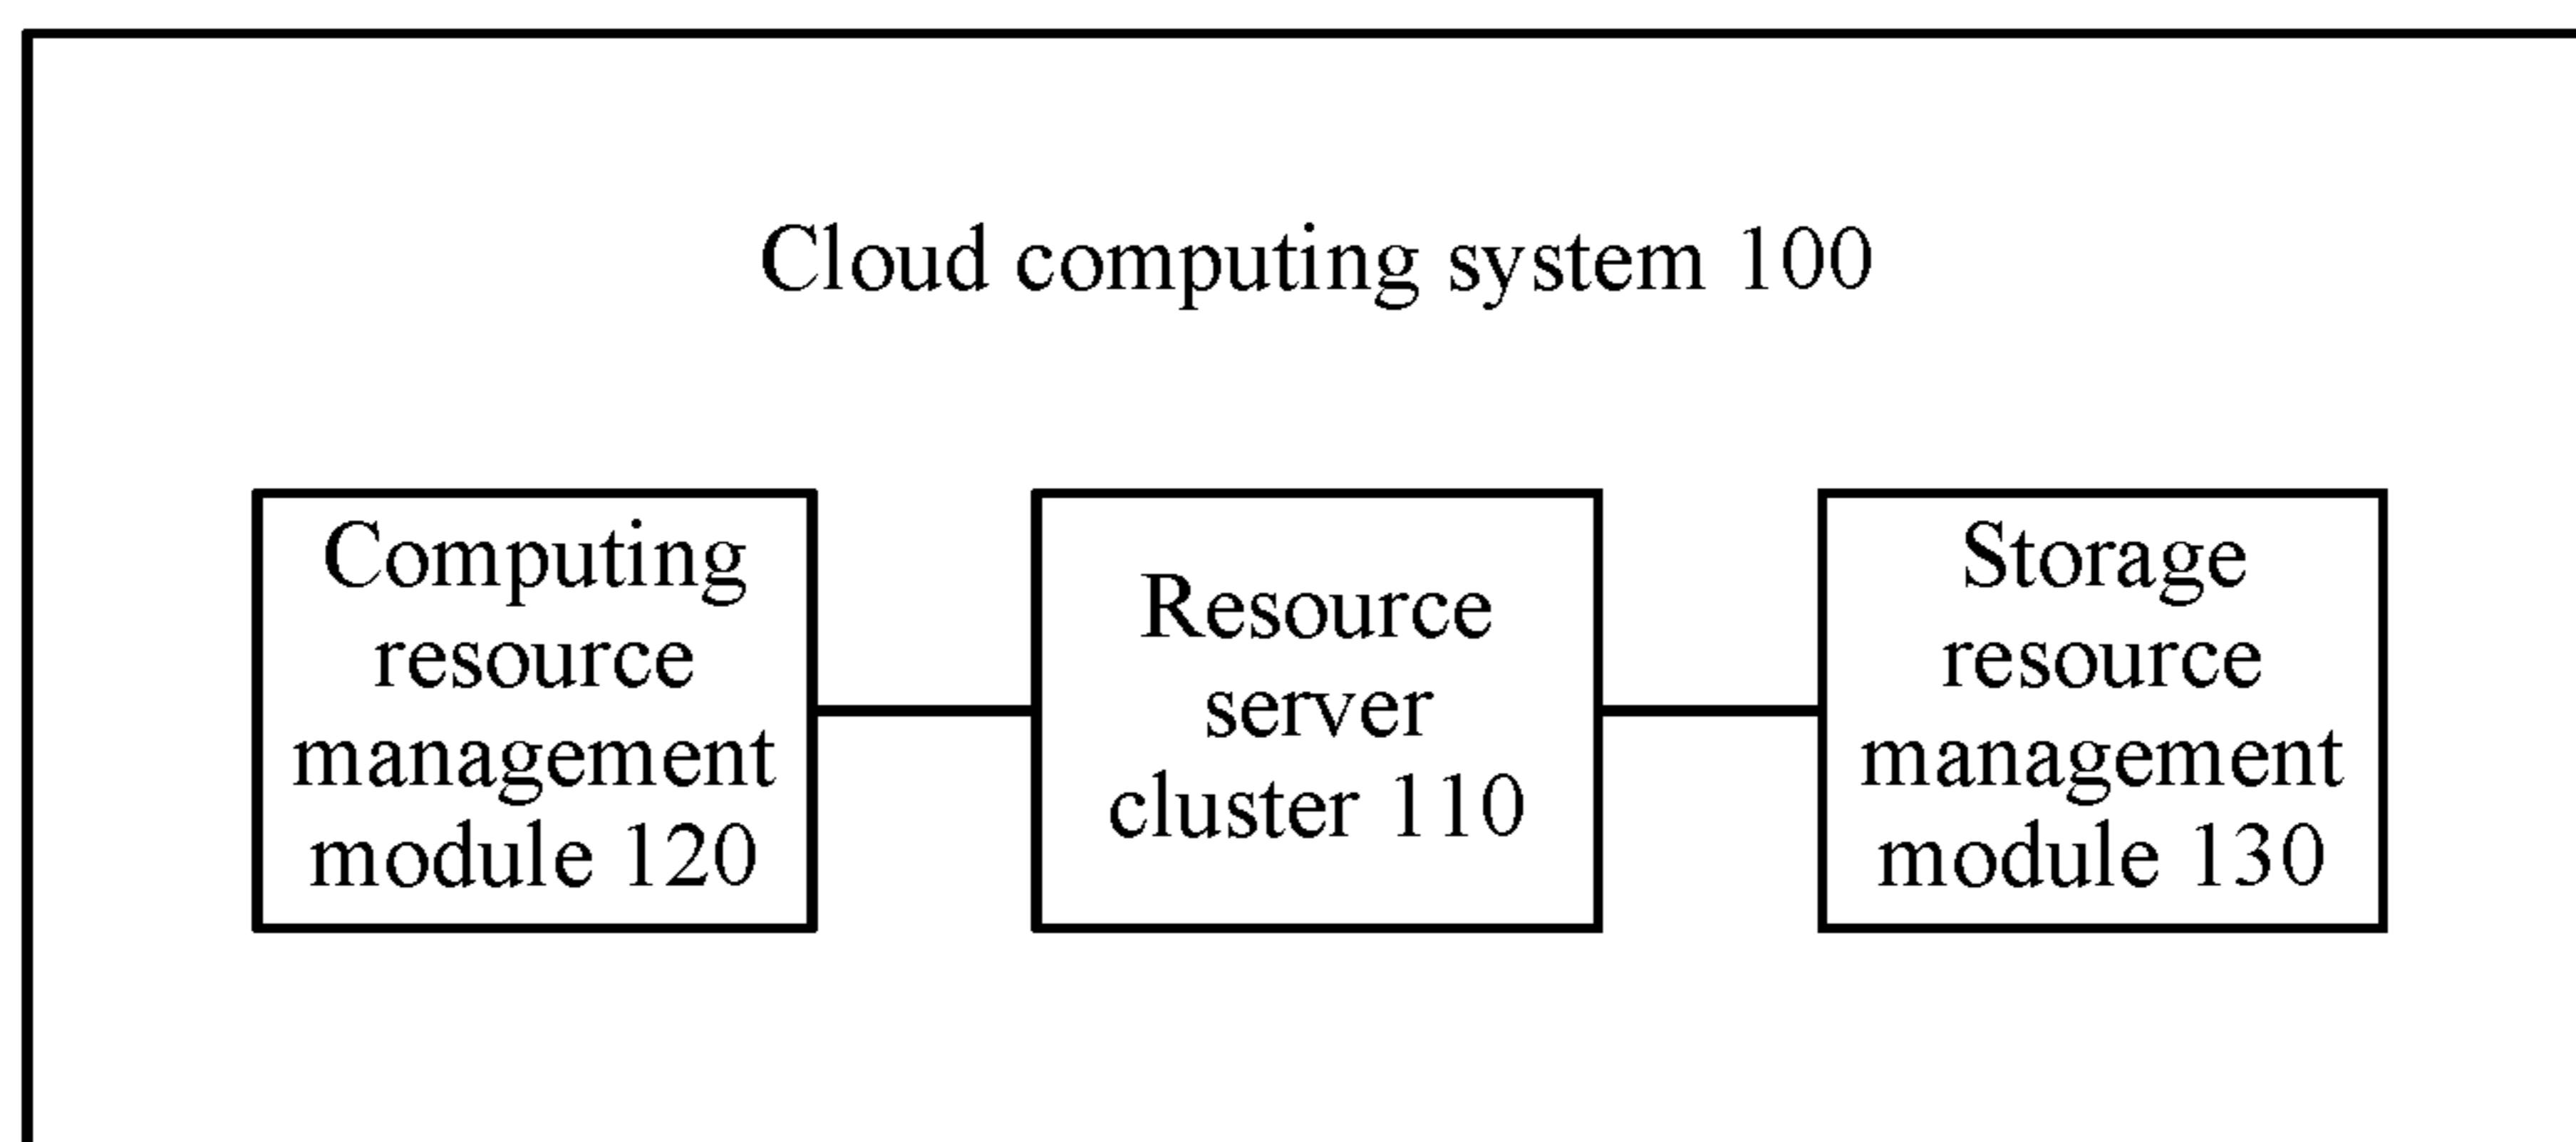 Cloud computing system 100
Computing
resource
management
module 120
Resource
server
cluster 110
Storage
resource
management
module 130